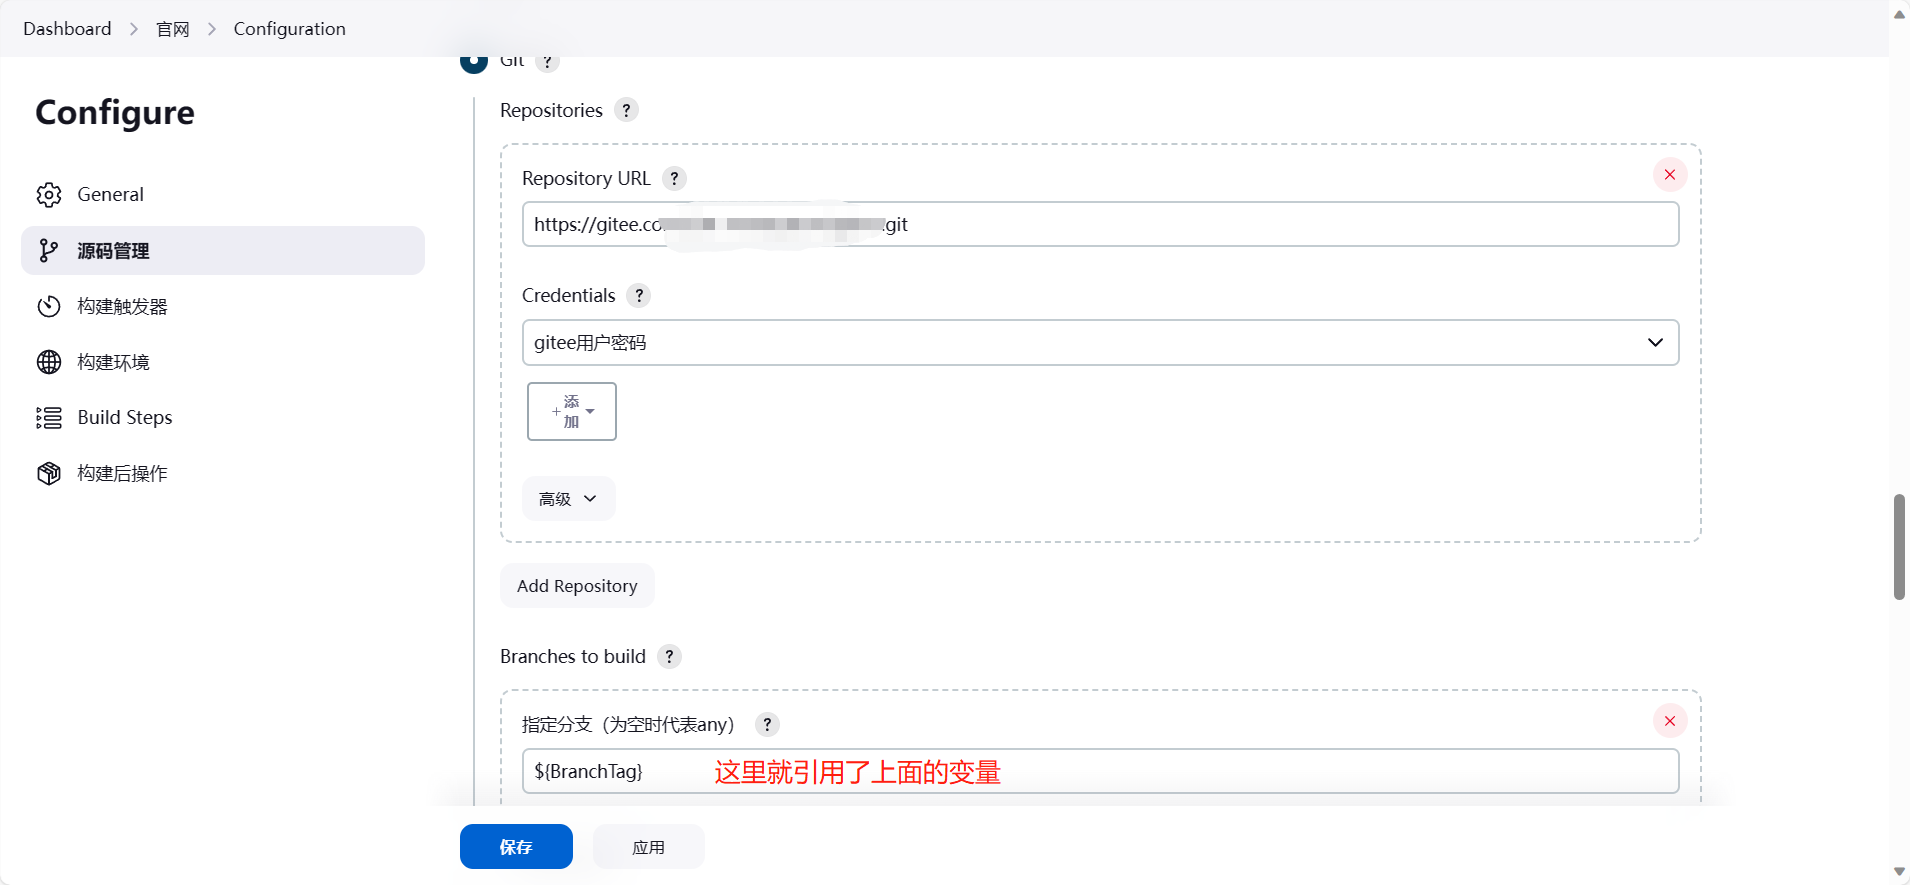 Dashboard > 官网 > Configuration
Configure
General
源码管理
构建触发器
构建环境
Build Steps
构建后操作
Git ?
Repositories ?
Repository URL ?
https://gitee.co .git
Credentials ?
gitee用户密码
+ 添加
高级
Add Repository
Branches to build ?
指定分支（为空时代表any） ?
${BranchTag}
这里就引用了上面的变量
保存
应用